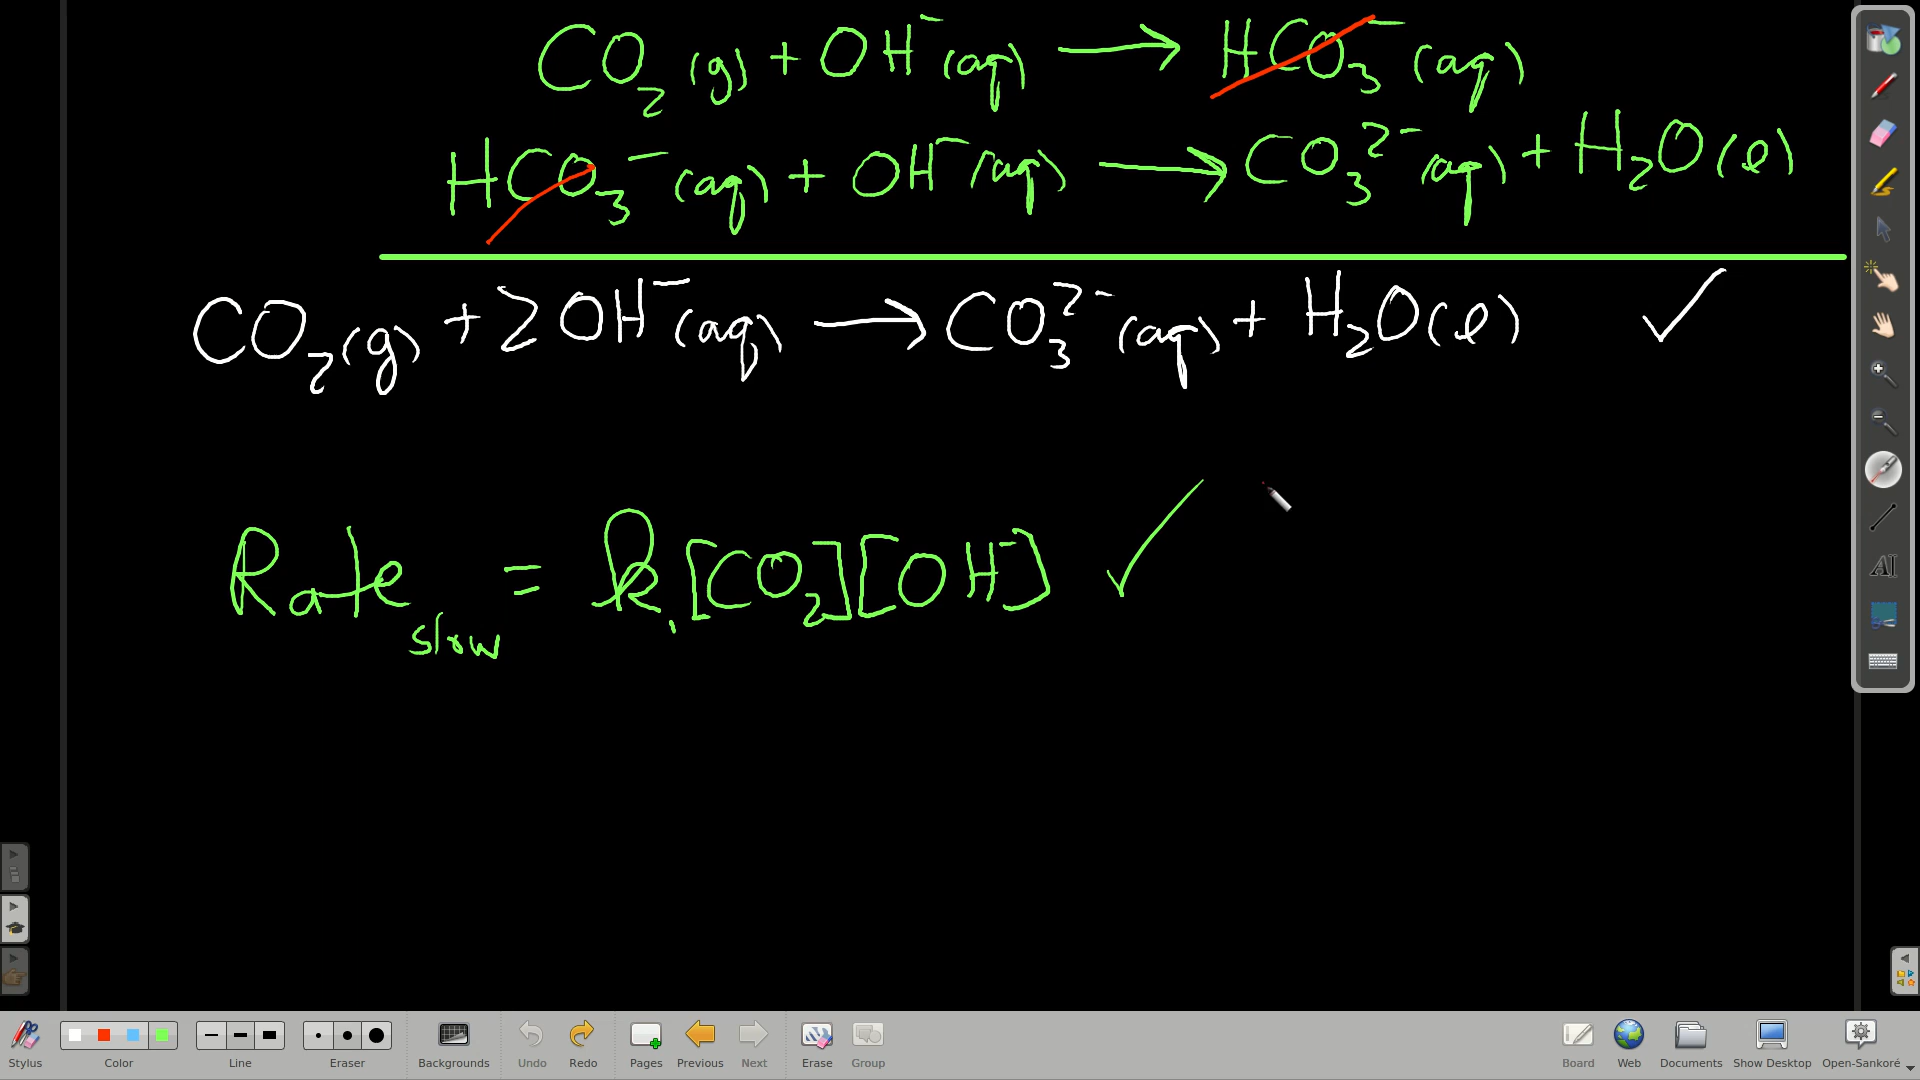 CO₂(g) + OH⁻(aq) → HCO₃⁻(aq)
HCO₃⁻(aq) + OH⁻(aq) → CO₃²⁻(aq) + H₂O(ℓ)
CO₂(g) + 2OH⁻(aq) → CO₃²⁻(aq) + H₂O(ℓ) ✓
Rate slow = k₁[CO₂][OH⁻] ✓
Stylus Color Line Eraser Backgrounds Undo Redo Pages Previous Next Erase Group Board Web Documents Show Desktop Open-Sankoré